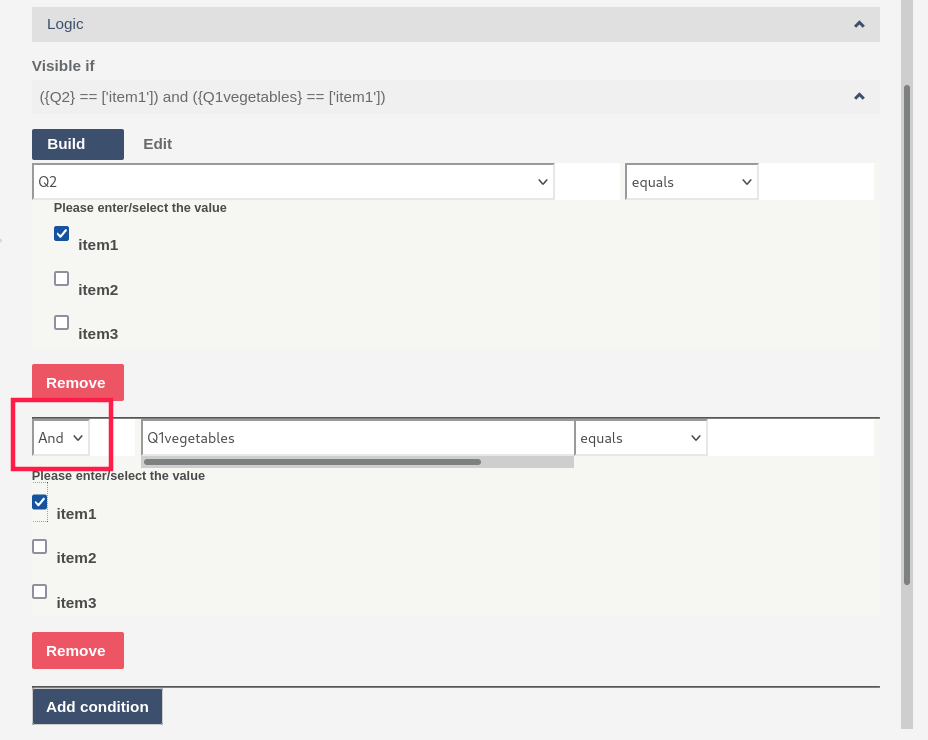 Logic
Visible if
({Q2} == ['item1']) and ({Q1vegetables} == ['item1'])
Build Edit
Q2 equals
Please enter/select the value
item1
item2
item3
Remove
And Q1vegetables equals
Please enter/select the value
item1
item2
item3
Remove
Add condition